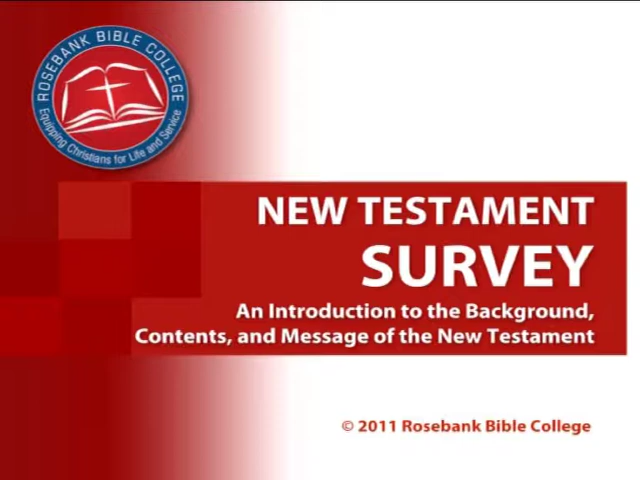 ROSEBANK BIBLE COLLEGE
Equipping Christians for Life and Service
NEW TESTAMENT
SURVEY
An Introduction to the Background,
Contents, and Message of the New Testament
© 2011 Rosebank Bible College